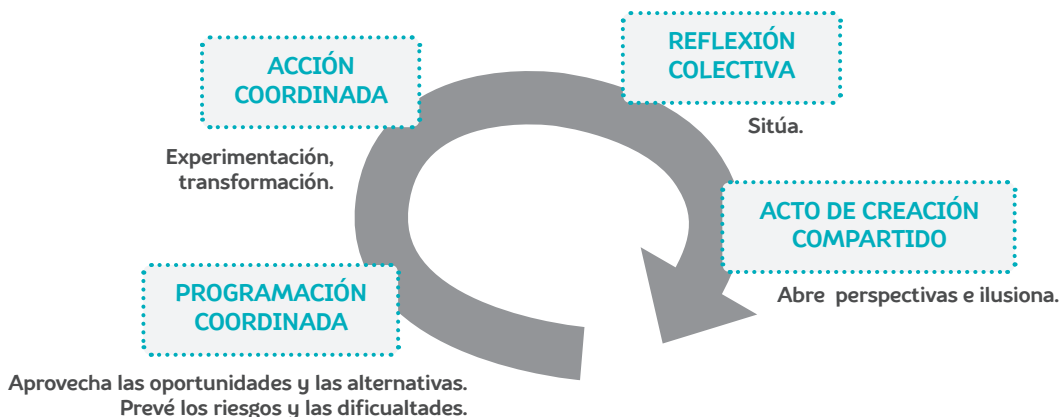 REFLEXIÓN
COLECTIVA
Sitúa.
ACCIÓN
COORDINADA
Experimentación,
transformación.
ACTO DE CREACIÓN
COMPARTIDO
Abre perspectivas e ilusiona.
PROGRAMACIÓN
COORDINADA
Aprovecha las oportunidades y las alternativas.
Prevé los riesgos y las dificualtades.